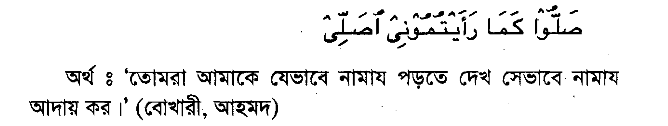 صَلُّوْا كَمَا رَأَيْتُمُوْنِىْ اُصَلِّىْ
অর্থ ঃ ‘তোমরা আমাকে যেভাবে নামায পড়তে দেখ সেভাবে নামায
আদায় কর।’ (বোখারী, আহমদ)